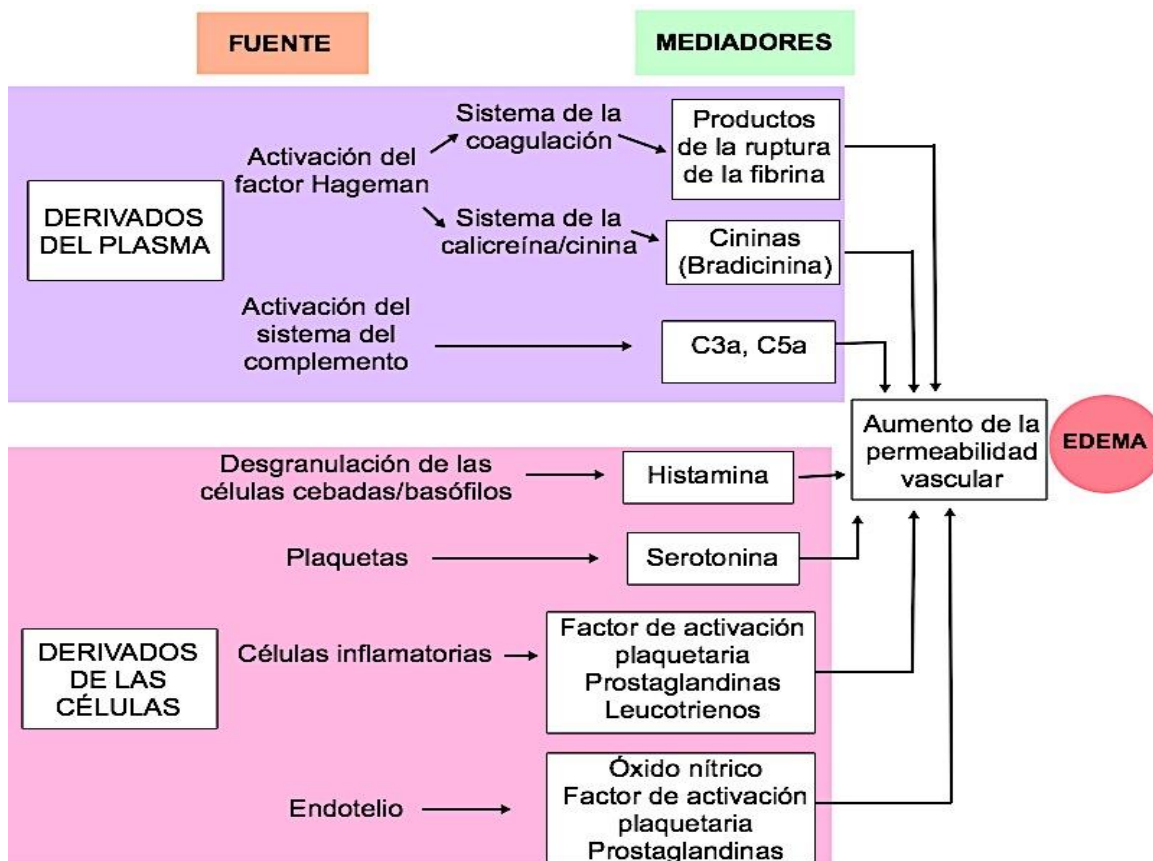 FUENTE
MEDIADORES
DERIVADOS
DEL PLASMA
Activación del
factor Hageman
Sistema de la
coagulación
Productos
de la ruptura
de la fibrina
Sistema de la
calicreína/cinina
Cininas
(Bradicinina)
Activación del
sistema del
complemento
C3a, C5a
Aumento de la
permeabilidad
vascular
EDEMA
DERIVADOS
DE LAS
CÉLULAS
Desgranulación de las
células cebadas/basófilos
Histamina
Plaquetas
Serotonina
Células inflamatorias
Factor de activación
plaquetaria
Prostaglandinas
Leucotrienos
Endotelio
Óxido nítrico
Factor de activación
plaquetaria
Prostaglandinas